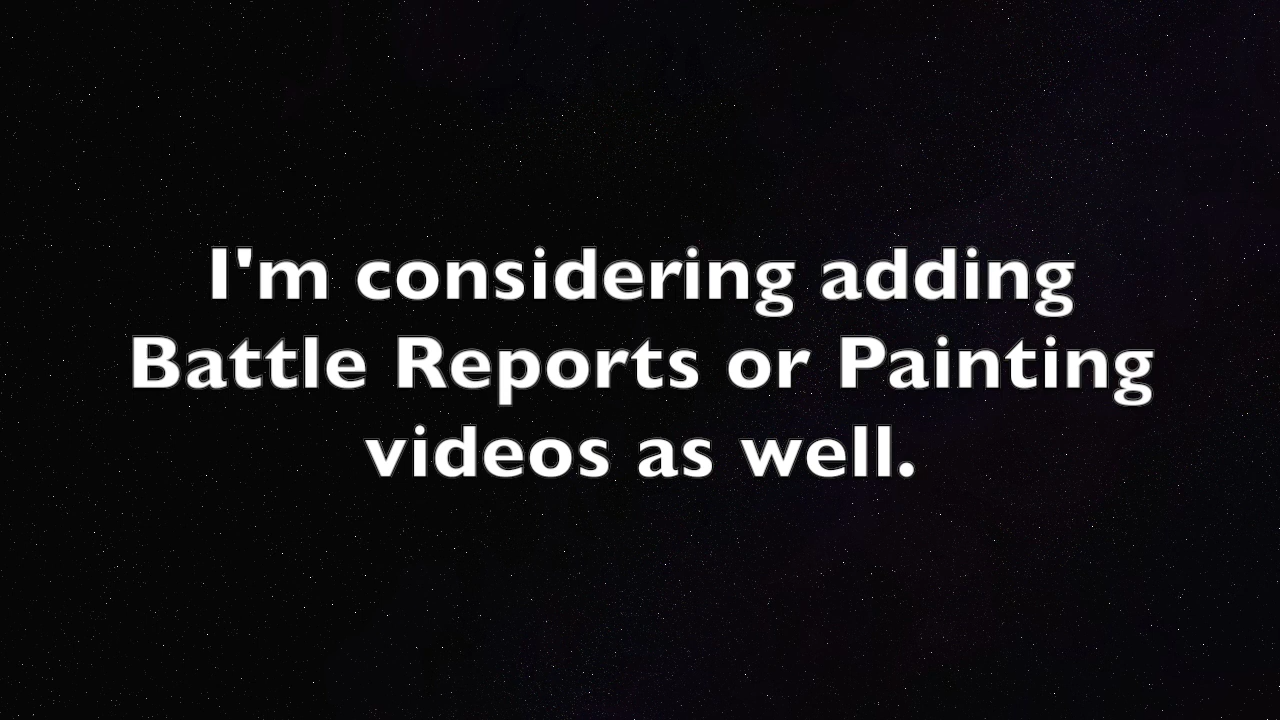 I'm considering adding
Battle Reports or Painting
videos as well.